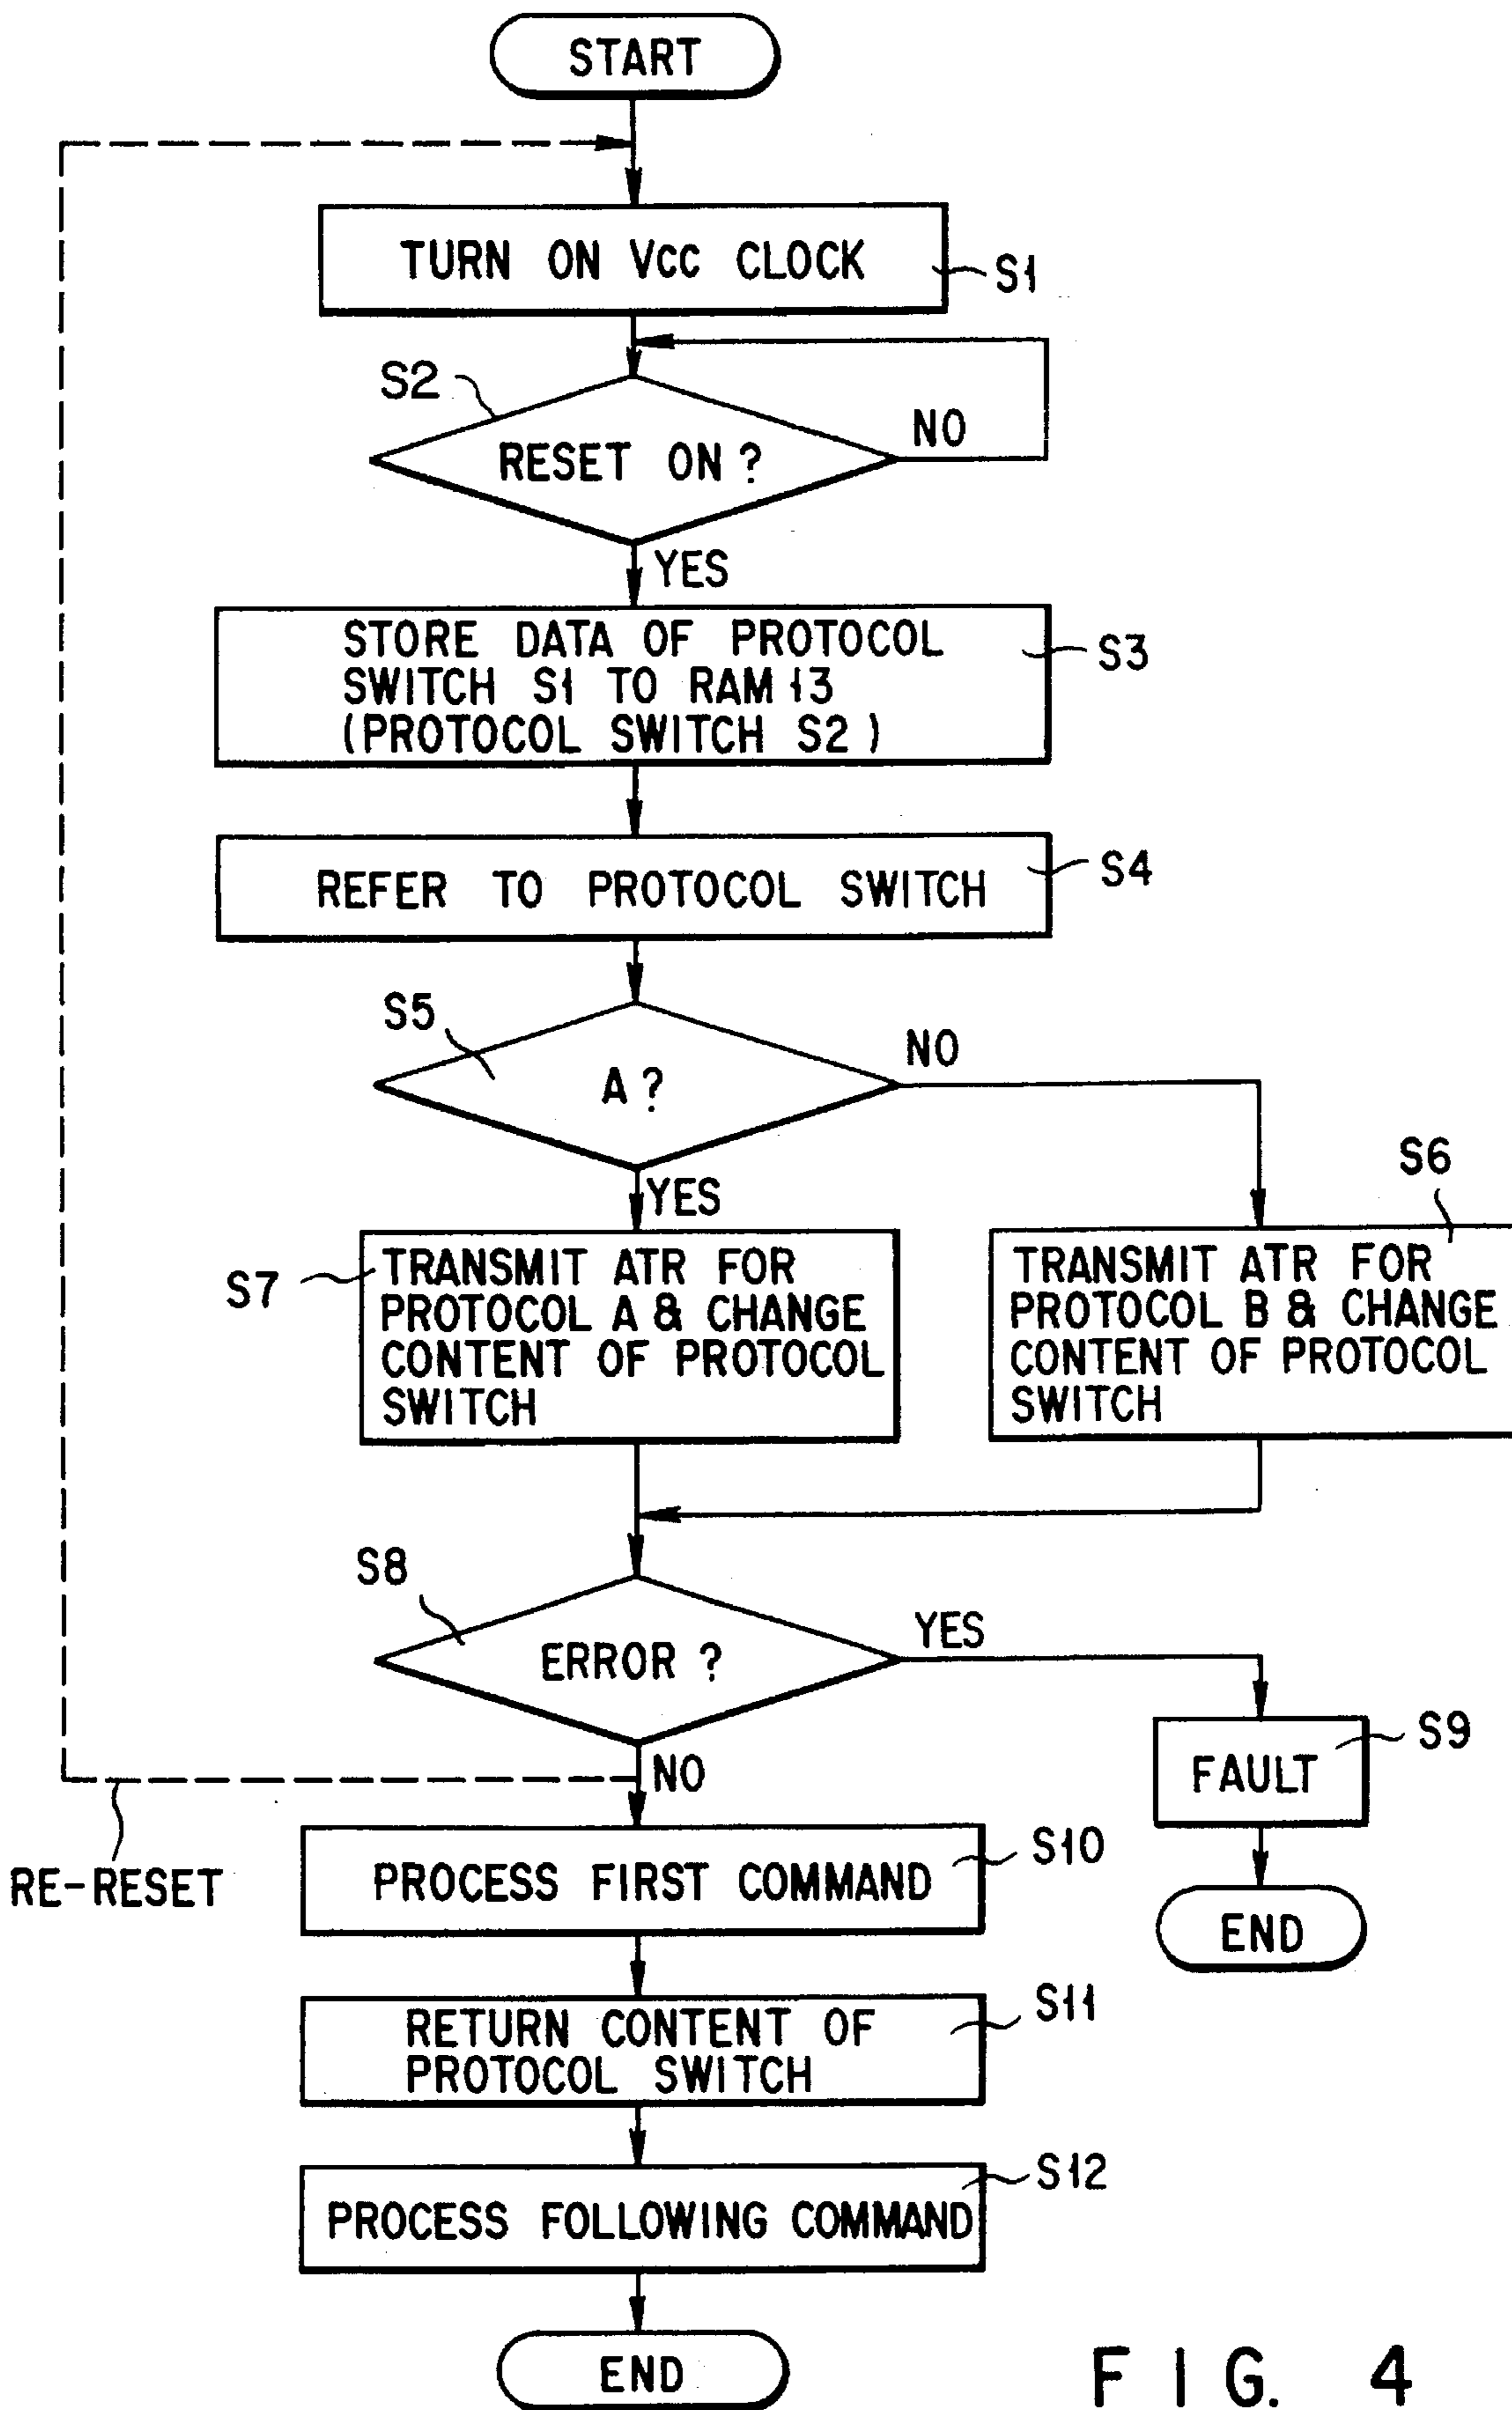 START
TURN ON Vcc CLOCK
S1
S2
RESET ON ?
NO
YES
STORE DATA OF PROTOCOL
SWITCH S1 TO RAM 13
(PROTOCOL SWITCH S2)
S3
REFER TO PROTOCOL SWITCH
S4
S5
A ?
NO
YES
S6
S7
TRANSMIT ATR FOR
PROTOCOL A & CHANGE
CONTENT OF PROTOCOL
SWITCH
TRANSMIT ATR FOR
PROTOCOL B & CHANGE
CONTENT OF PROTOCOL
SWITCH
S8
ERROR ?
YES
NO
FAULT
S9
END
RE-RESET
PROCESS FIRST COMMAND
S10
RETURN CONTENT OF
PROTOCOL SWITCH
S11
PROCESS FOLLOWING COMMAND
S12
END
FIG. 4